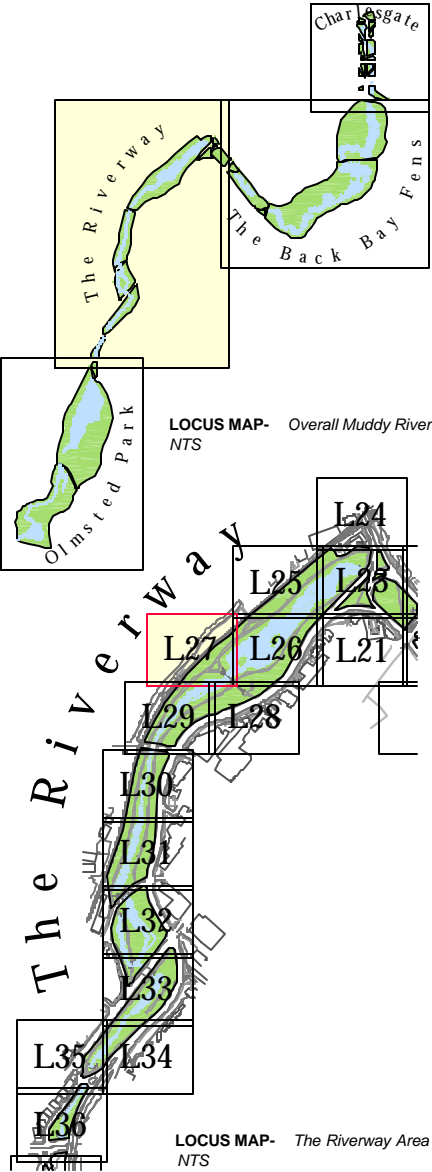 Charlesgate
The Riverway
The Back Bay Fens
Olmsted Park
LOCUS MAP- Overall Muddy River
NTS
The Riverway
L24
L25 L23
L27 L26 L21
L29 L28
L30
L31
L32
L33
L35 L34
L36
LOCUS MAP- The Riverway Area
NTS